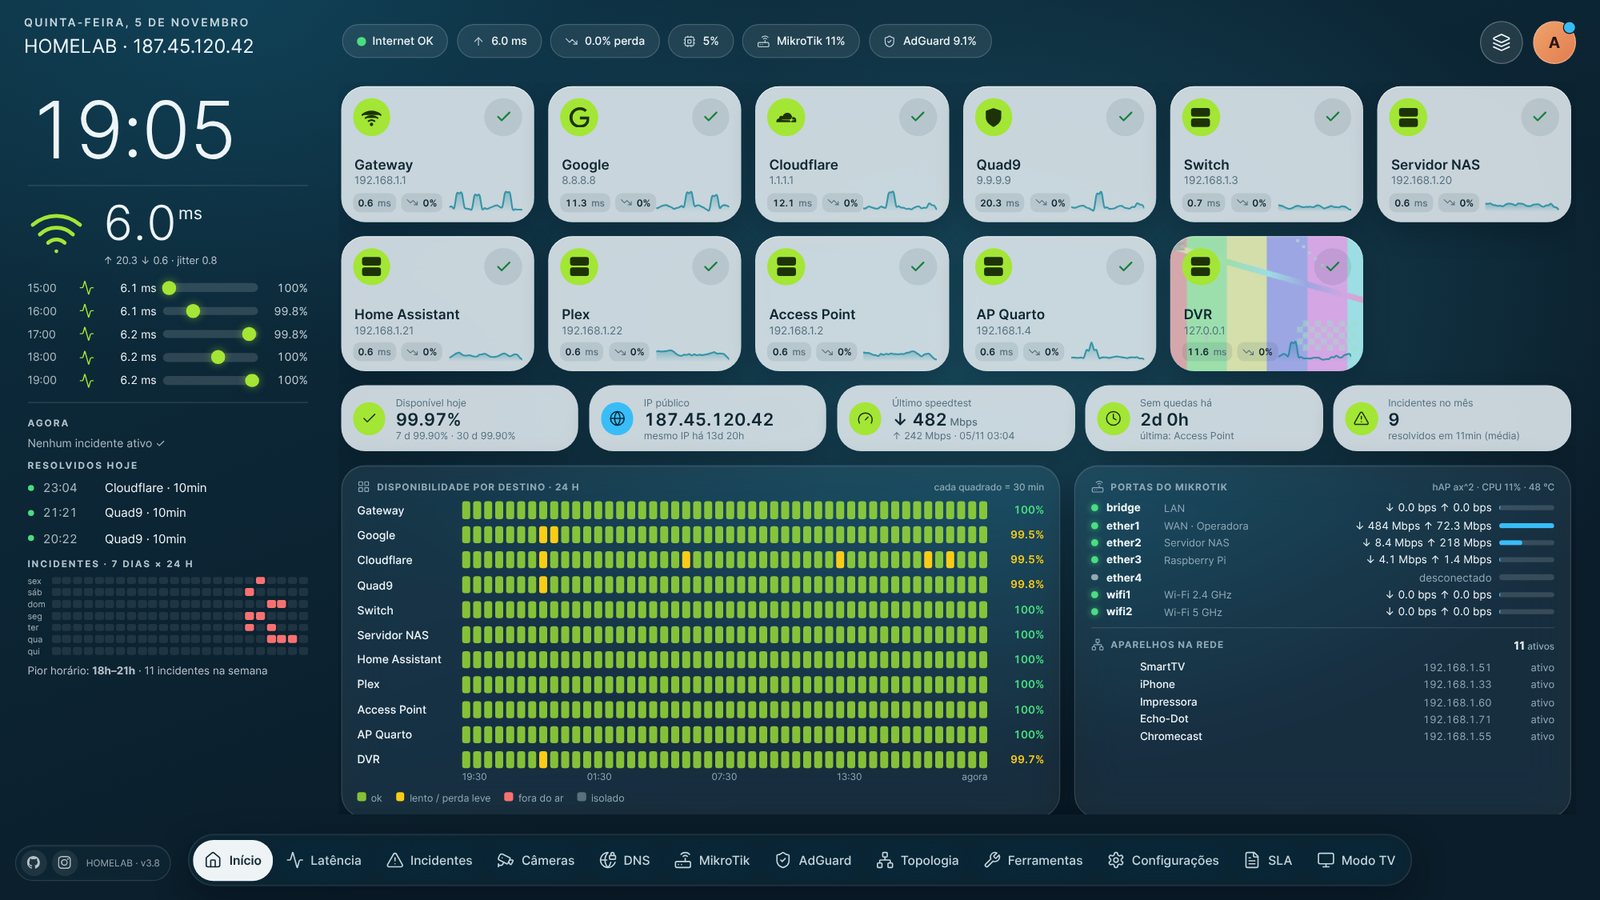 QUINTA-FEIRA, 5 DE NOVEMBRO
HOMELAB · 187.45.120.42
Internet OK
↑ 6.0 ms
0.0% perda
5%
MikroTik 11%
AdGuard 9.1%
A
19:05
6.0 ms
↑ 20.3 ↓ 0.6 · jitter 0.8
15:00 6.1 ms 100%
16:00 6.1 ms 99.8%
17:00 6.2 ms 99.8%
18:00 6.2 ms 100%
19:00 6.2 ms 100%
AGORA
Nenhum incidente ativo ✓
RESOLVIDOS HOJE
23:04 Cloudflare · 10min
21:21 Quad9 · 10min
20:22 Quad9 · 10min
INCIDENTES · 7 DIAS × 24 H
sex
sáb
dom
seg
ter
qua
qui
Pior horário: 18h–21h · 11 incidentes na semana
Gateway
192.168.1.1
0.6 ms 0%
Google
8.8.8.8
11.3 ms 0%
Cloudflare
1.1.1.1
12.1 ms 0%
Quad9
9.9.9.9
20.3 ms 0%
Switch
192.168.1.3
0.7 ms 0%
Servidor NAS
192.168.1.20
0.6 ms 0%
Home Assistant
192.168.1.21
0.6 ms 0%
Plex
192.168.1.22
0.6 ms 0%
Access Point
192.168.1.2
0.6 ms 0%
AP Quarto
192.168.1.4
0.6 ms 0%
DVR
127.0.0.1
11.6 ms 0%
Disponível hoje
99.97%
7 d 99.90% · 30 d 99.90%
IP público
187.45.120.42
mesmo IP há 13d 20h
Último speedtest
↓ 482 Mbps
↑ 242 Mbps · 05/11 03:04
Sem quedas há
2d 0h
última: Access Point
Incidentes no mês
9
resolvidos em 11min (média)
DISPONIBILIDADE POR DESTINO · 24 H
cada quadrado = 30 min
Gateway 100%
Google 99.5%
Cloudflare 99.5%
Quad9 99.8%
Switch 100%
Servidor NAS 100%
Home Assistant 100%
Plex 100%
Access Point 100%
AP Quarto 100%
DVR 99.7%
19:30 01:30 07:30 13:30 agora
ok lento / perda leve fora do ar isolado
PORTAS DO MIKROTIK
hAP ax^2 · CPU 11% · 48 °C
bridge LAN ↓ 0.0 bps ↑ 0.0 bps
ether1 WAN · Operadora ↓ 484 Mbps ↑ 72.3 Mbps
ether2 Servidor NAS ↓ 8.4 Mbps ↑ 218 Mbps
ether3 Raspberry Pi ↓ 4.1 Mbps ↑ 1.4 Mbps
ether4 desconectado
wifi1 Wi-Fi 2.4 GHz ↓ 0.0 bps ↑ 0.0 bps
wifi2 Wi-Fi 5 GHz ↓ 0.0 bps ↑ 0.0 bps
APARELHOS NA REDE 11 ativos
SmartTV 192.168.1.51 ativo
iPhone 192.168.1.33 ativo
Impressora 192.168.1.60 ativo
Echo-Dot 192.168.1.71 ativo
Chromecast 192.168.1.55 ativo
HOMELAB · v3.8
Início
Latência
Incidentes
Câmeras
DNS
MikroTik
AdGuard
Topologia
Ferramentas
Configurações
SLA
Modo TV